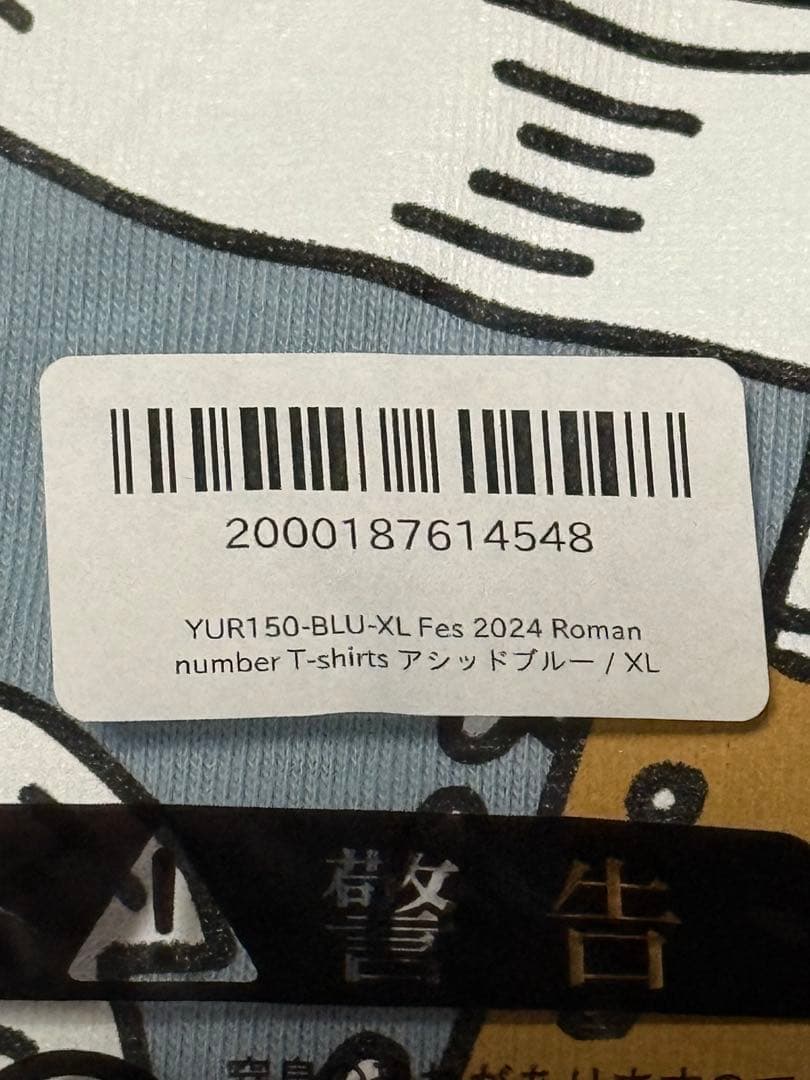 2000187614548
YUR150-BLU-XL Fes 2024 Roman
number T-shirts アシッドブルー / XL
警告